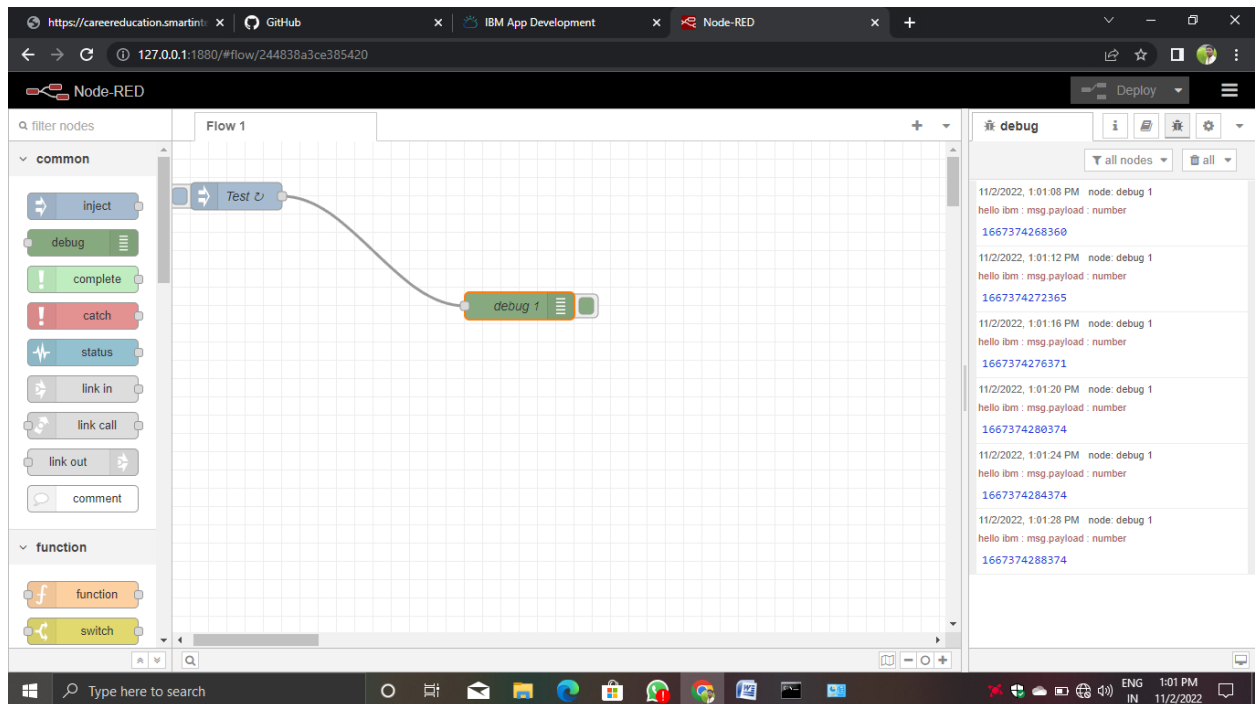 https://careereducation.smartinte
GitHub
IBM App Development
Node-RED
127.0.0.1:1880/#flow/244838a3ce385420
Node-RED
Deploy
filter nodes
Flow 1
debug
i
all nodes
all
common
inject
debug
complete
catch
status
link in
link call
link out
comment
function
function
switch
Test
debug 1
11/2/2022, 1:01:08 PM node: debug 1
hello ibm : msg.payload : number
1667374268360
11/2/2022, 1:01:12 PM node: debug 1
hello ibm : msg.payload : number
1667374272365
11/2/2022, 1:01:16 PM node: debug 1
hello ibm : msg.payload : number
1667374276371
11/2/2022, 1:01:20 PM node: debug 1
hello ibm : msg.payload : number
1667374280374
11/2/2022, 1:01:24 PM node: debug 1
hello ibm : msg.payload : number
1667374284374
11/2/2022, 1:01:28 PM node: debug 1
hello ibm : msg.payload : number
1667374288374
Type here to search
ENG
IN
1:01 PM
11/2/2022